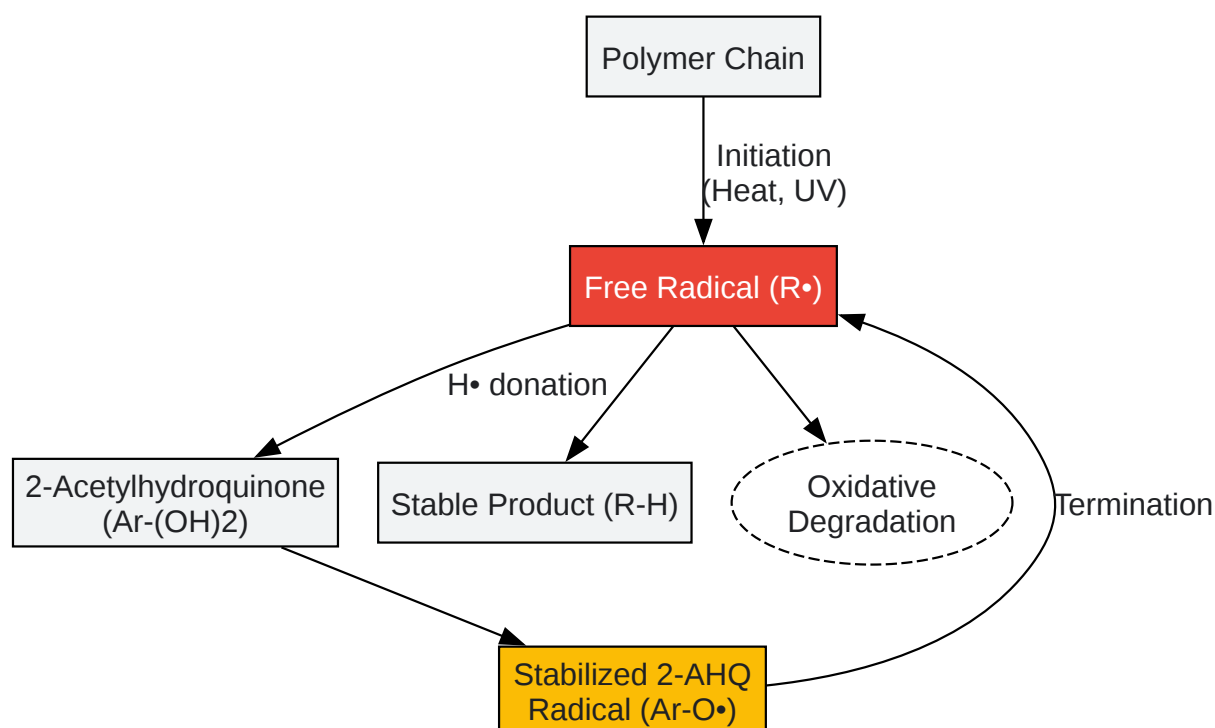 Polymer Chain
Initiation
(Heat, UV)
Free Radical (R•)
H• donation
2-Acetylhydroquinone
(Ar-(OH)2)
Stable Product (R-H)
Oxidative
Degradation
Termination
Stabilized 2-AHQ
Radical (Ar-O•)